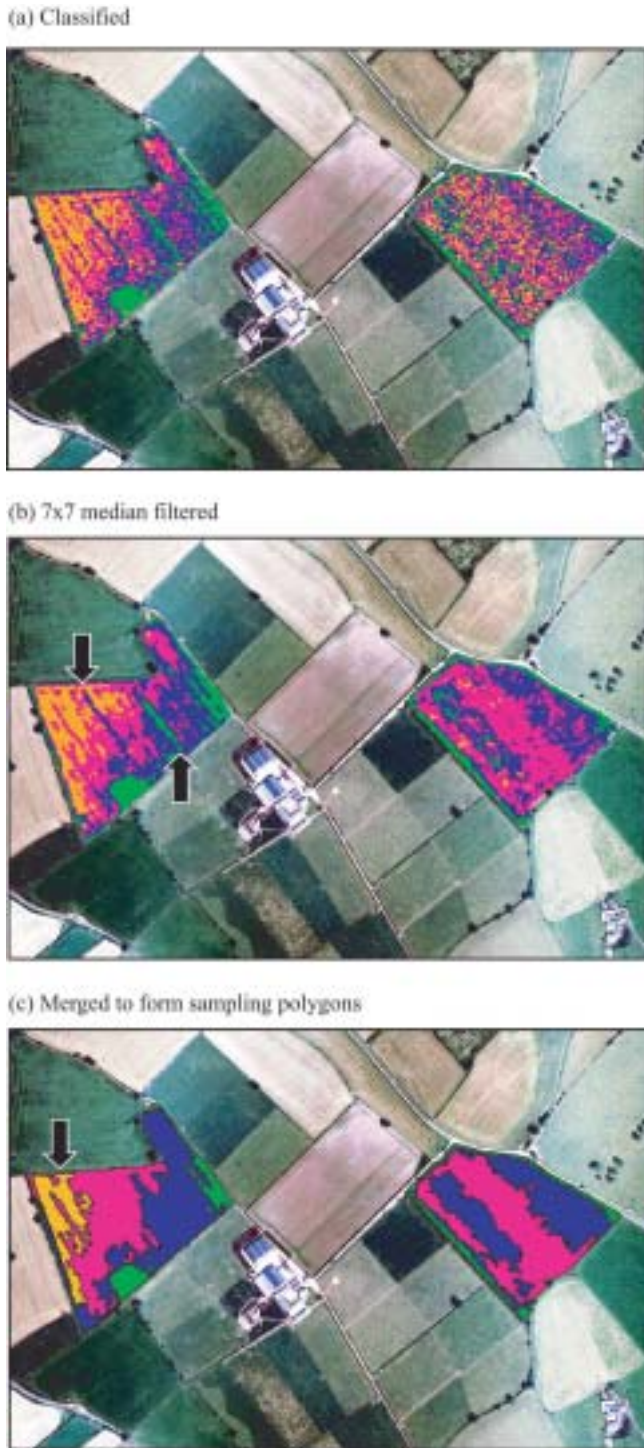 (a) Classified
(b) 7x7 median filtered
(c) Merged to form sampling polygons